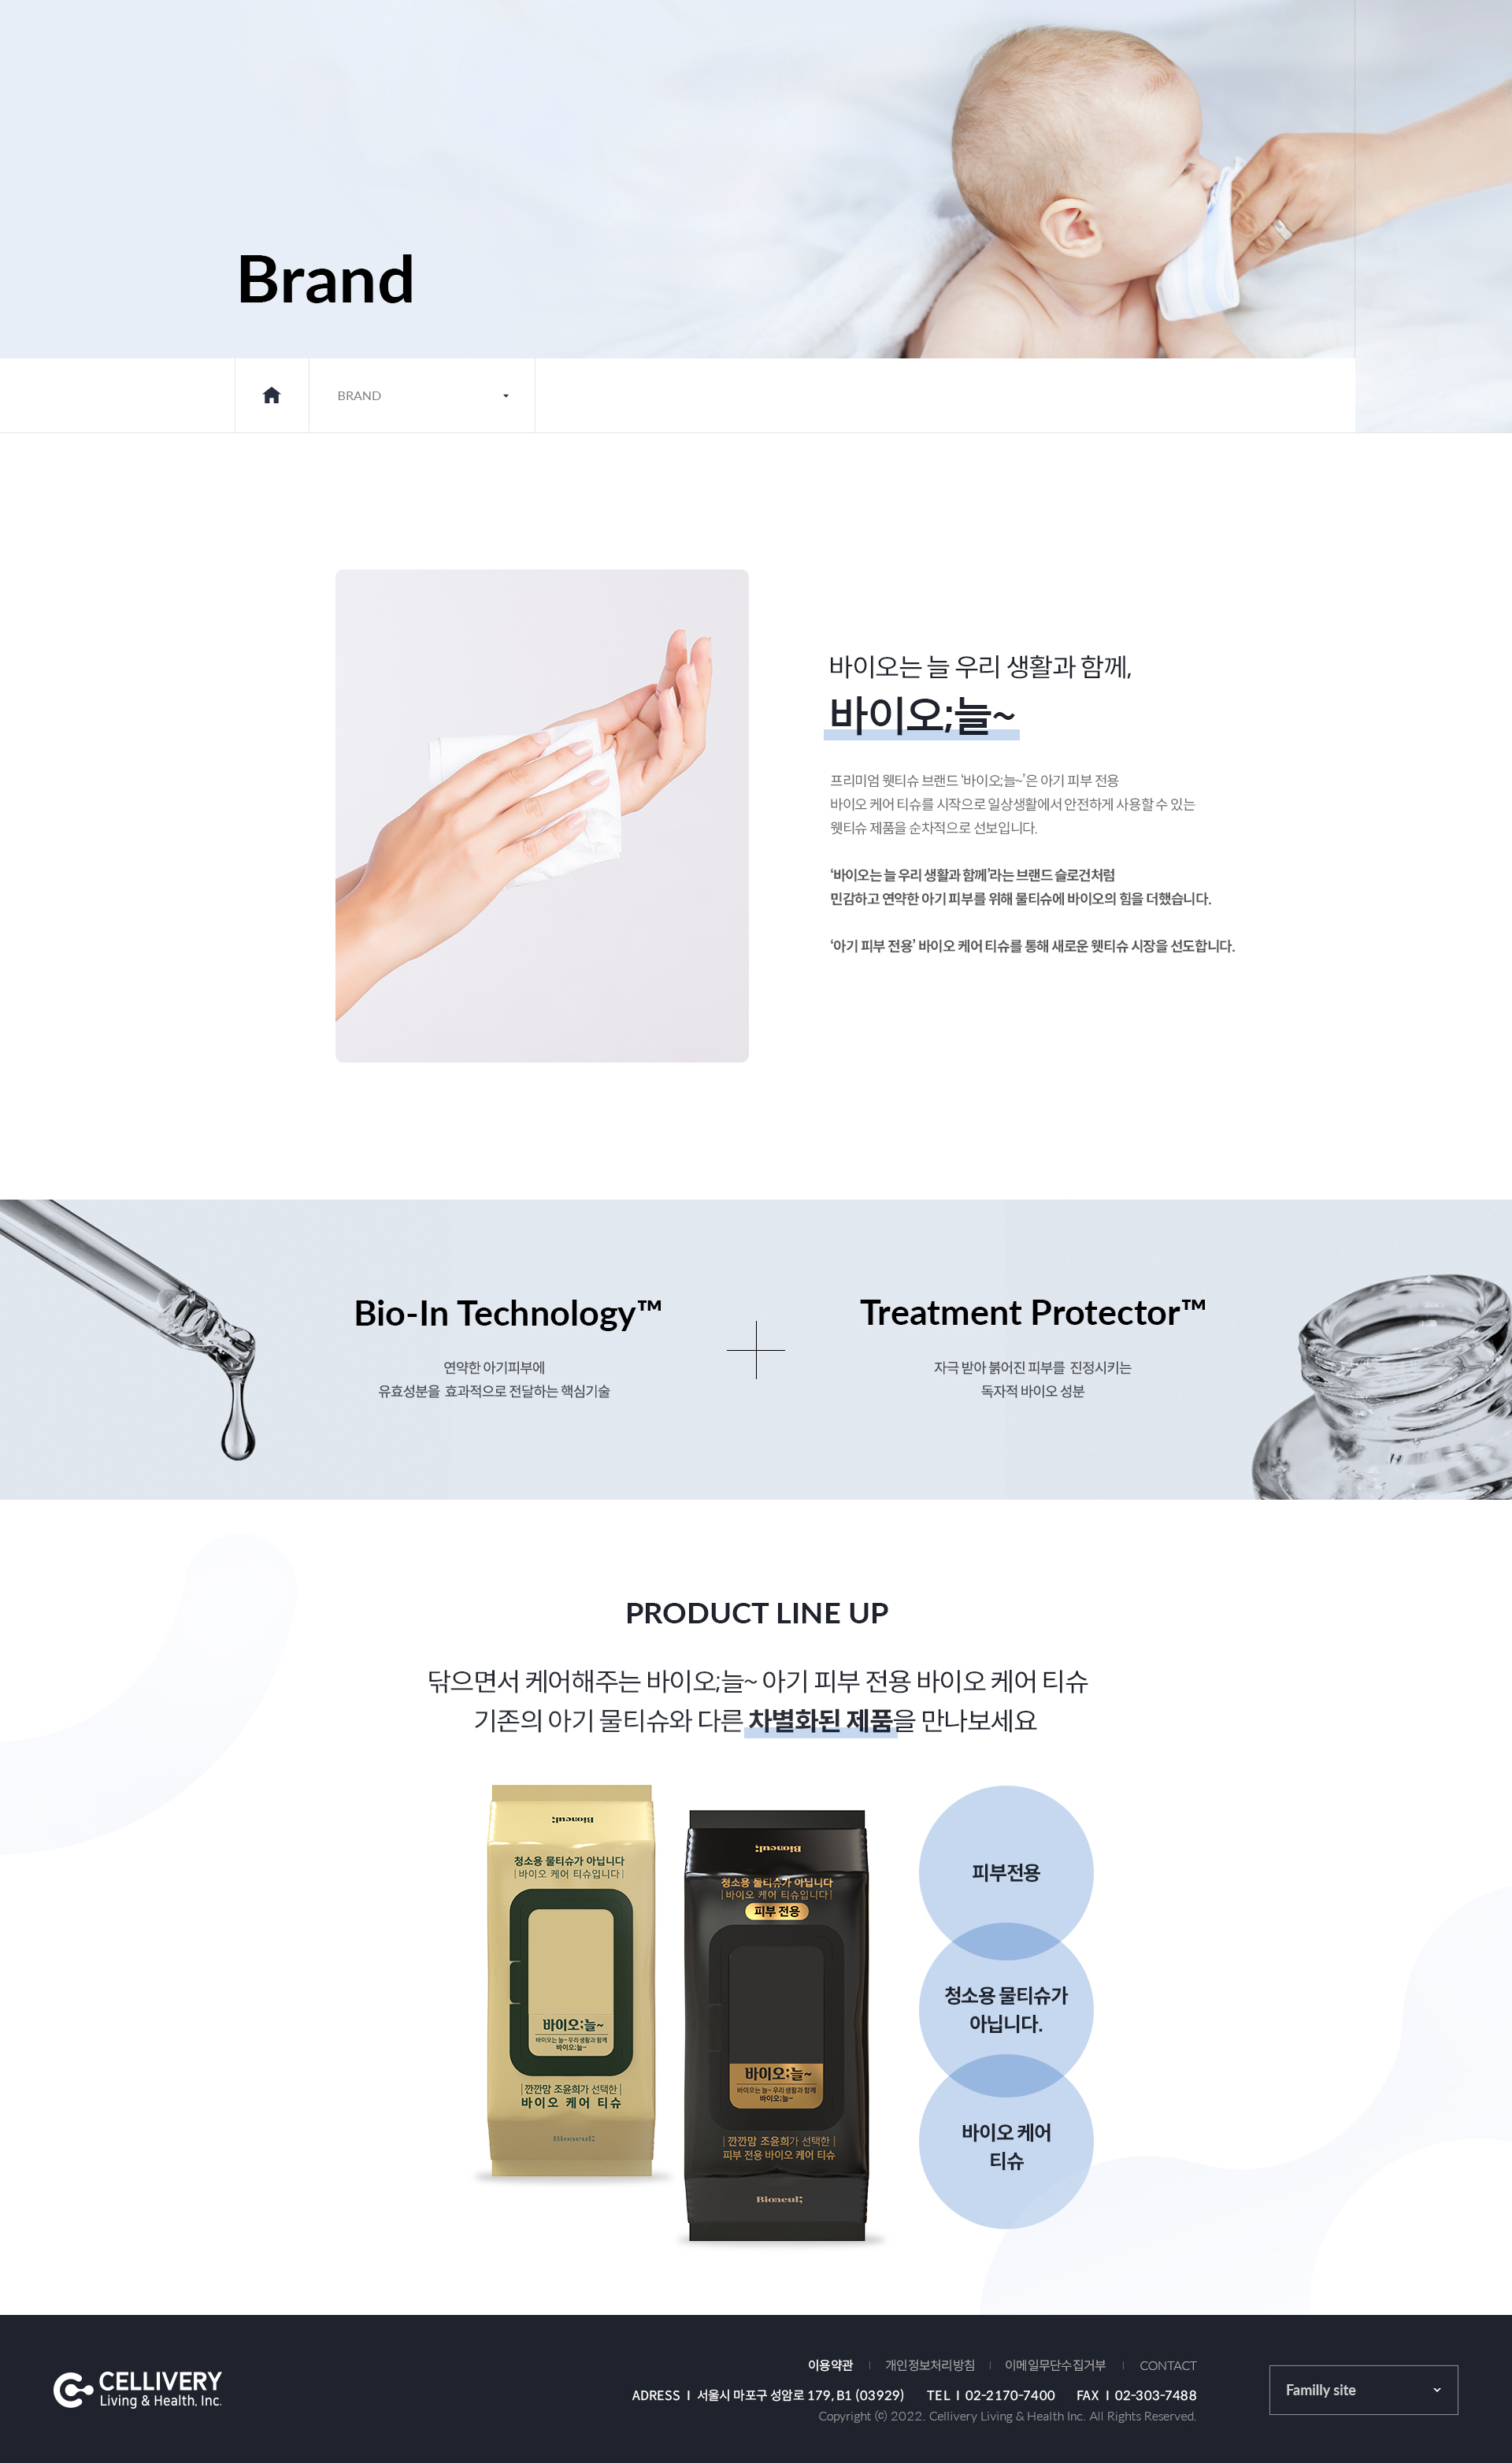 Brand
BRAND
바이오는 늘 우리 생활과 함께,
바이오;늘~
프리미엄 웻티슈 브랜드 ‘바이오;늘~’은 아기 피부 전용
바이오 케어 티슈를 시작으로 일상생활에서 안전하게 사용할 수 있는
웻티슈 제품을 순차적으로 선보입니다.
‘바이오는 늘 우리 생활과 함께’라는 브랜드 슬로건처럼
민감하고 연약한 아기 피부를 위해 물티슈에 바이오의 힘을 더했습니다.
‘아기 피부 전용’ 바이오 케어 티슈를 통해 새로운 웻티슈 시장을 선도합니다.
Bio-In Technology™
연약한 아기피부에
유효성분을 효과적으로 전달하는 핵심기술
Treatment Protector™
자극 받아 붉어진 피부를 진정시키는
독자적 바이오 성분
PRODUCT LINE UP
닦으면서 케어해주는 바이오;늘~ 아기 피부 전용 바이오 케어 티슈
기존의 아기 물티슈와 다른 차별화된 제품을 만나보세요
청소용 물티슈가 아닙니다
바이오 케어 티슈입니다
바이오;늘~
바이오는 늘~ 우리 생활과 함께
바이오;늘~
깐깐맘 조윤희가 선택한
바이오 케어 티슈
청소용 물티슈가 아닙니다
바이오 케어 티슈입니다
피부 전용
바이오;늘~
바이오는 늘~ 우리 생활과 함께
바이오;늘~
깐깐맘 조윤희가 선택한
피부 전용 바이오 케어 티슈
피부전용
청소용 물티슈가
아닙니다.
바이오 케어
티슈
CELLIVERY
Living & Health, Inc.
이용약관 | 개인정보처리방침 | 이메일무단수집거부 | CONTACT
ADRESS I 서울시 마포구 성암로 179, B1 (03929) TEL I 02-2170-7400 FAX I 02-303-7488
Copyright ⓒ 2022. Cellivery Living & Health Inc. All Rights Reserved.
Familly site